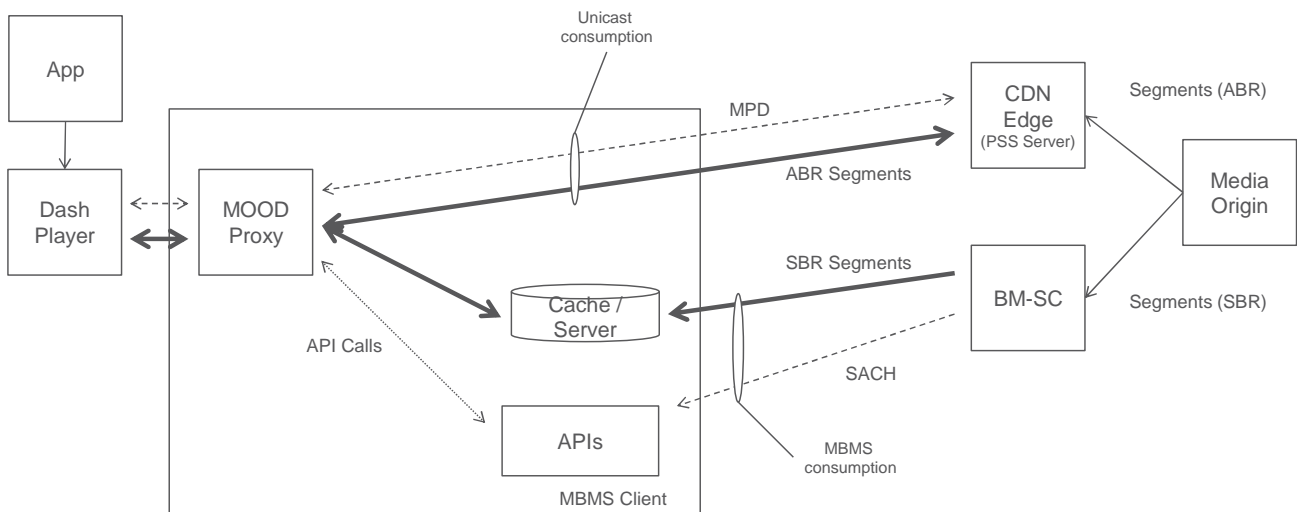 Unicast
consumption
App
CDN
Edge
(PSS Server)
Segments (ABR)
MPD
ABR Segments
Dash
Player
MOOD
Proxy
Media
Origin
SBR Segments
BM-SC
Segments (SBR)
Cache /
Server
API Calls
SACH
APIs
MBMS
consumption
MBMS Client